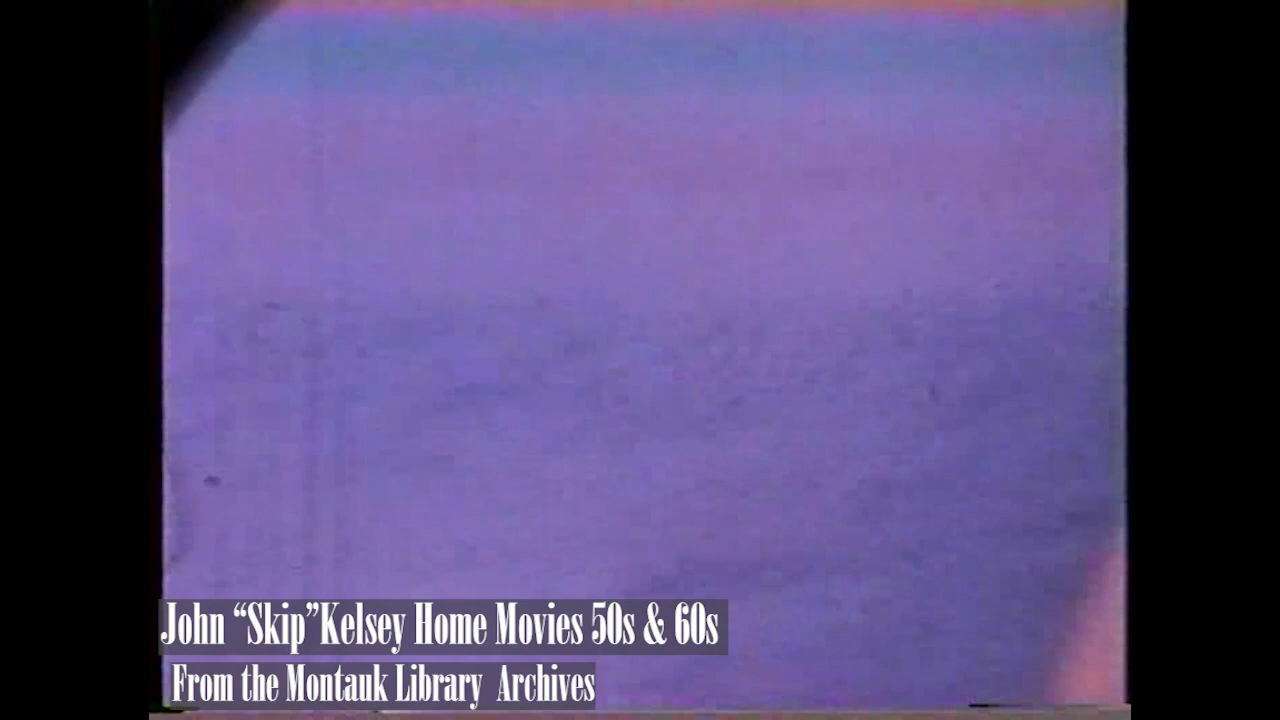 John “Skip”Kelsey Home Movies 50s & 60s
From the Montauk Library  Archives